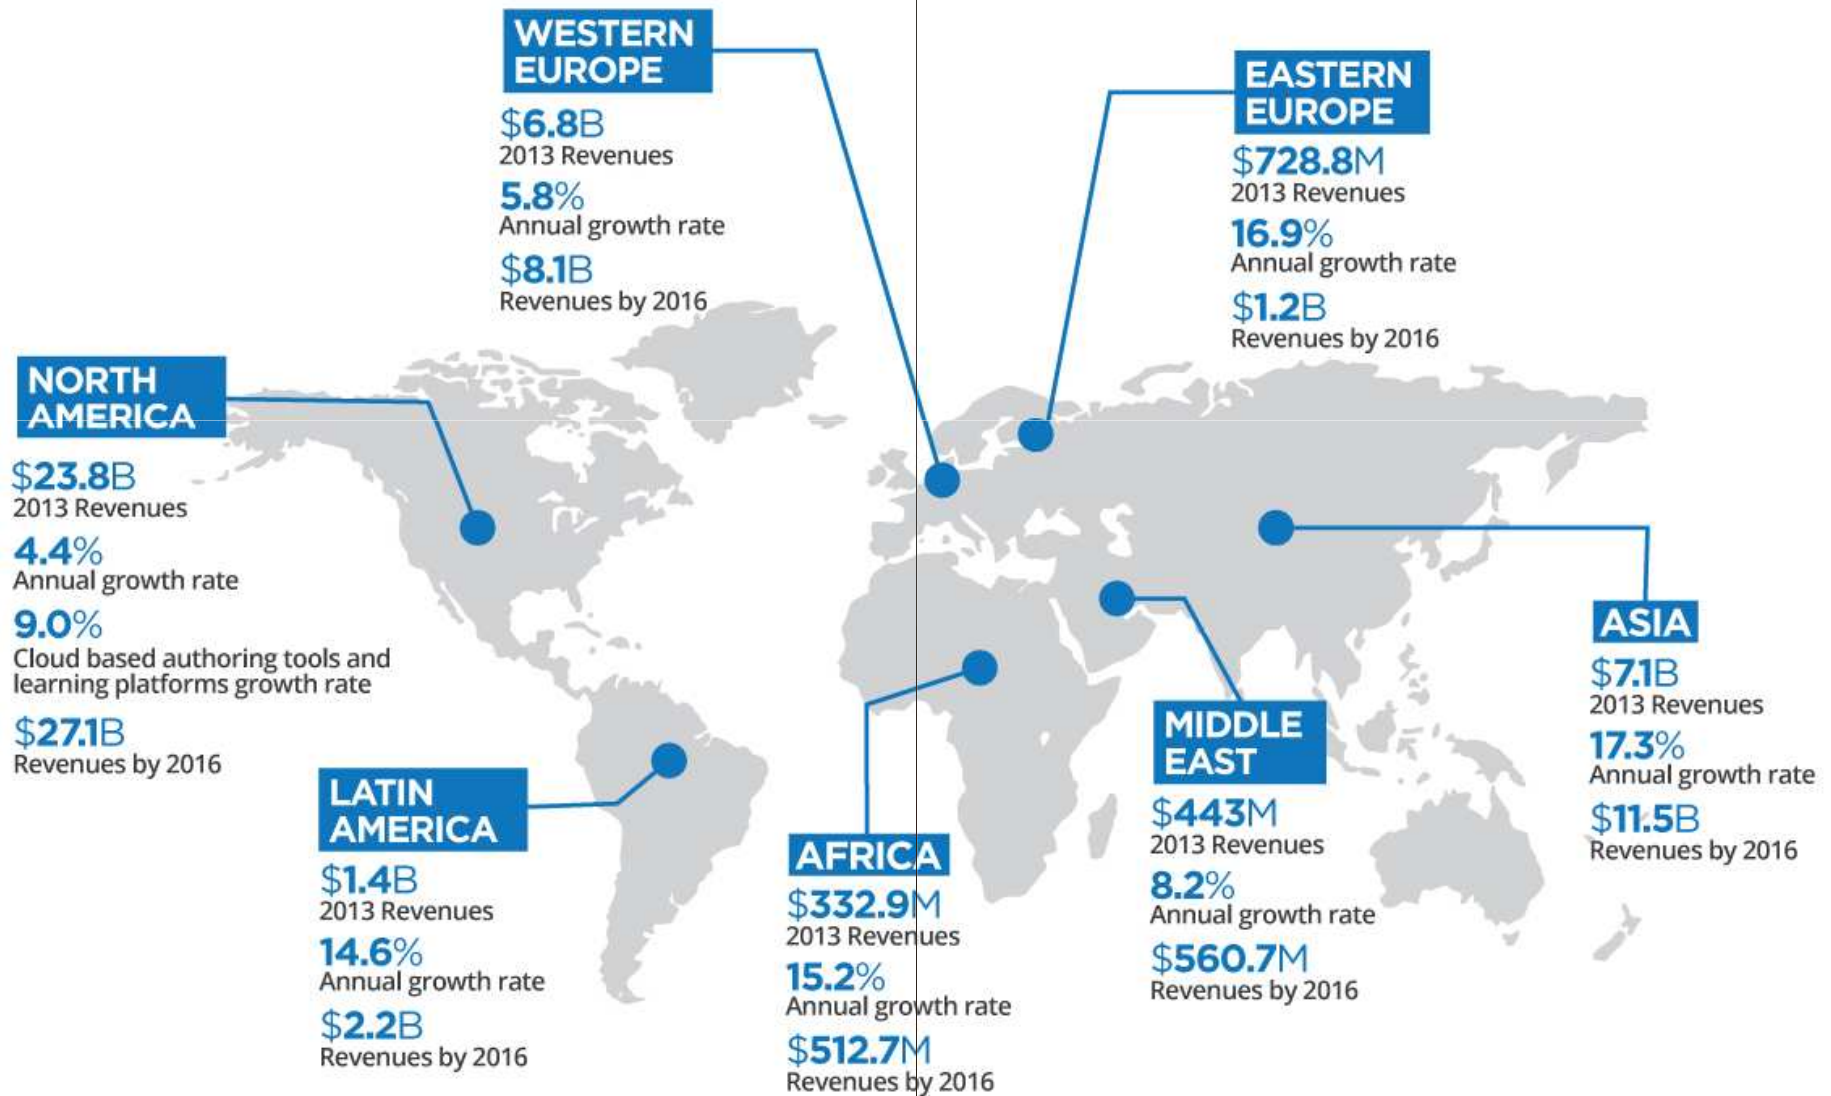 WESTERN
EUROPE
$6.8B
2013 Revenues
5.8%
Annual growth rate
$8.1B
Revenues by 2016
EASTERN
EUROPE
$728.8M
2013 Revenues
16.9%
Annual growth rate
$1.2B
Revenues by 2016
NORTH
AMERICA
$23.8B
2013 Revenues
4.4%
Annual growth rate
9.0%
Cloud based authoring tools and
learning platforms growth rate
$27.1B
Revenues by 2016
LATIN
AMERICA
$1.4B
2013 Revenues
14.6%
Annual growth rate
$2.2B
Revenues by 2016
AFRICA
$332.9M
2013 Revenues
15.2%
Annual growth rate
$512.7M
Revenues by 2016
MIDDLE
EAST
$443M
2013 Revenues
8.2%
Annual growth rate
$560.7M
Revenues by 2016
ASIA
$7.1B
2013 Revenues
17.3%
Annual growth rate
$11.5B
Revenues by 2016